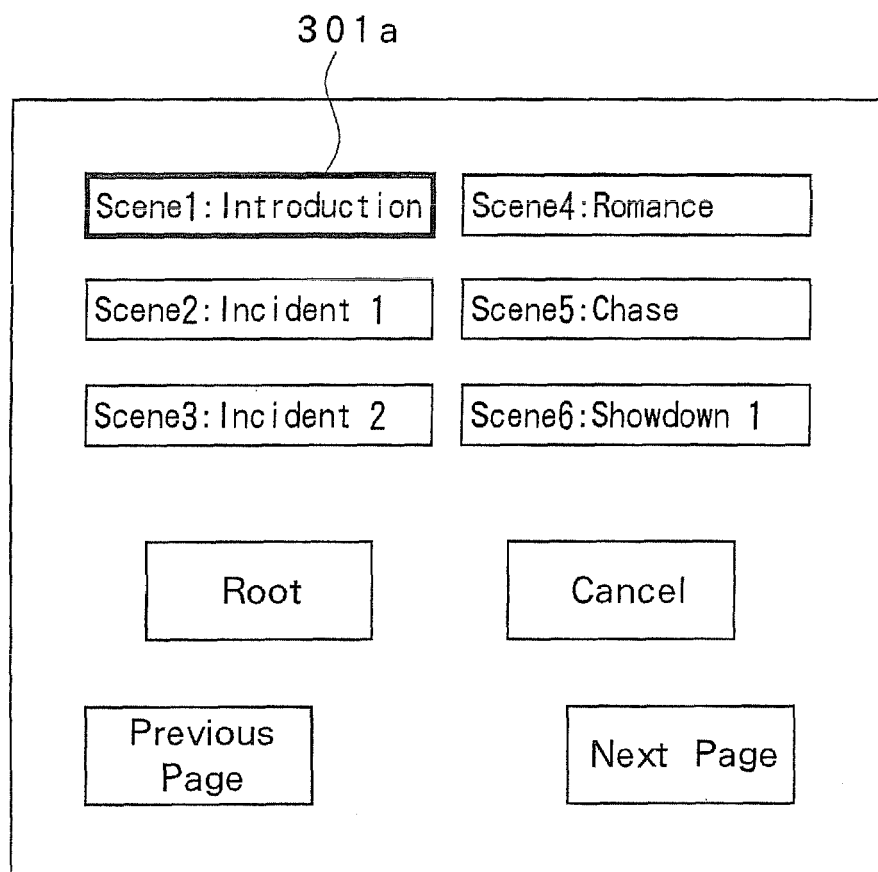 301a
Scene1:Introduction
Scene4:Romance
Scene2:Incident 1
Scene5:Chase
Scene3:Incident 2
Scene6:Showdown 1
Root
Cancel
Previous
Page
Next Page